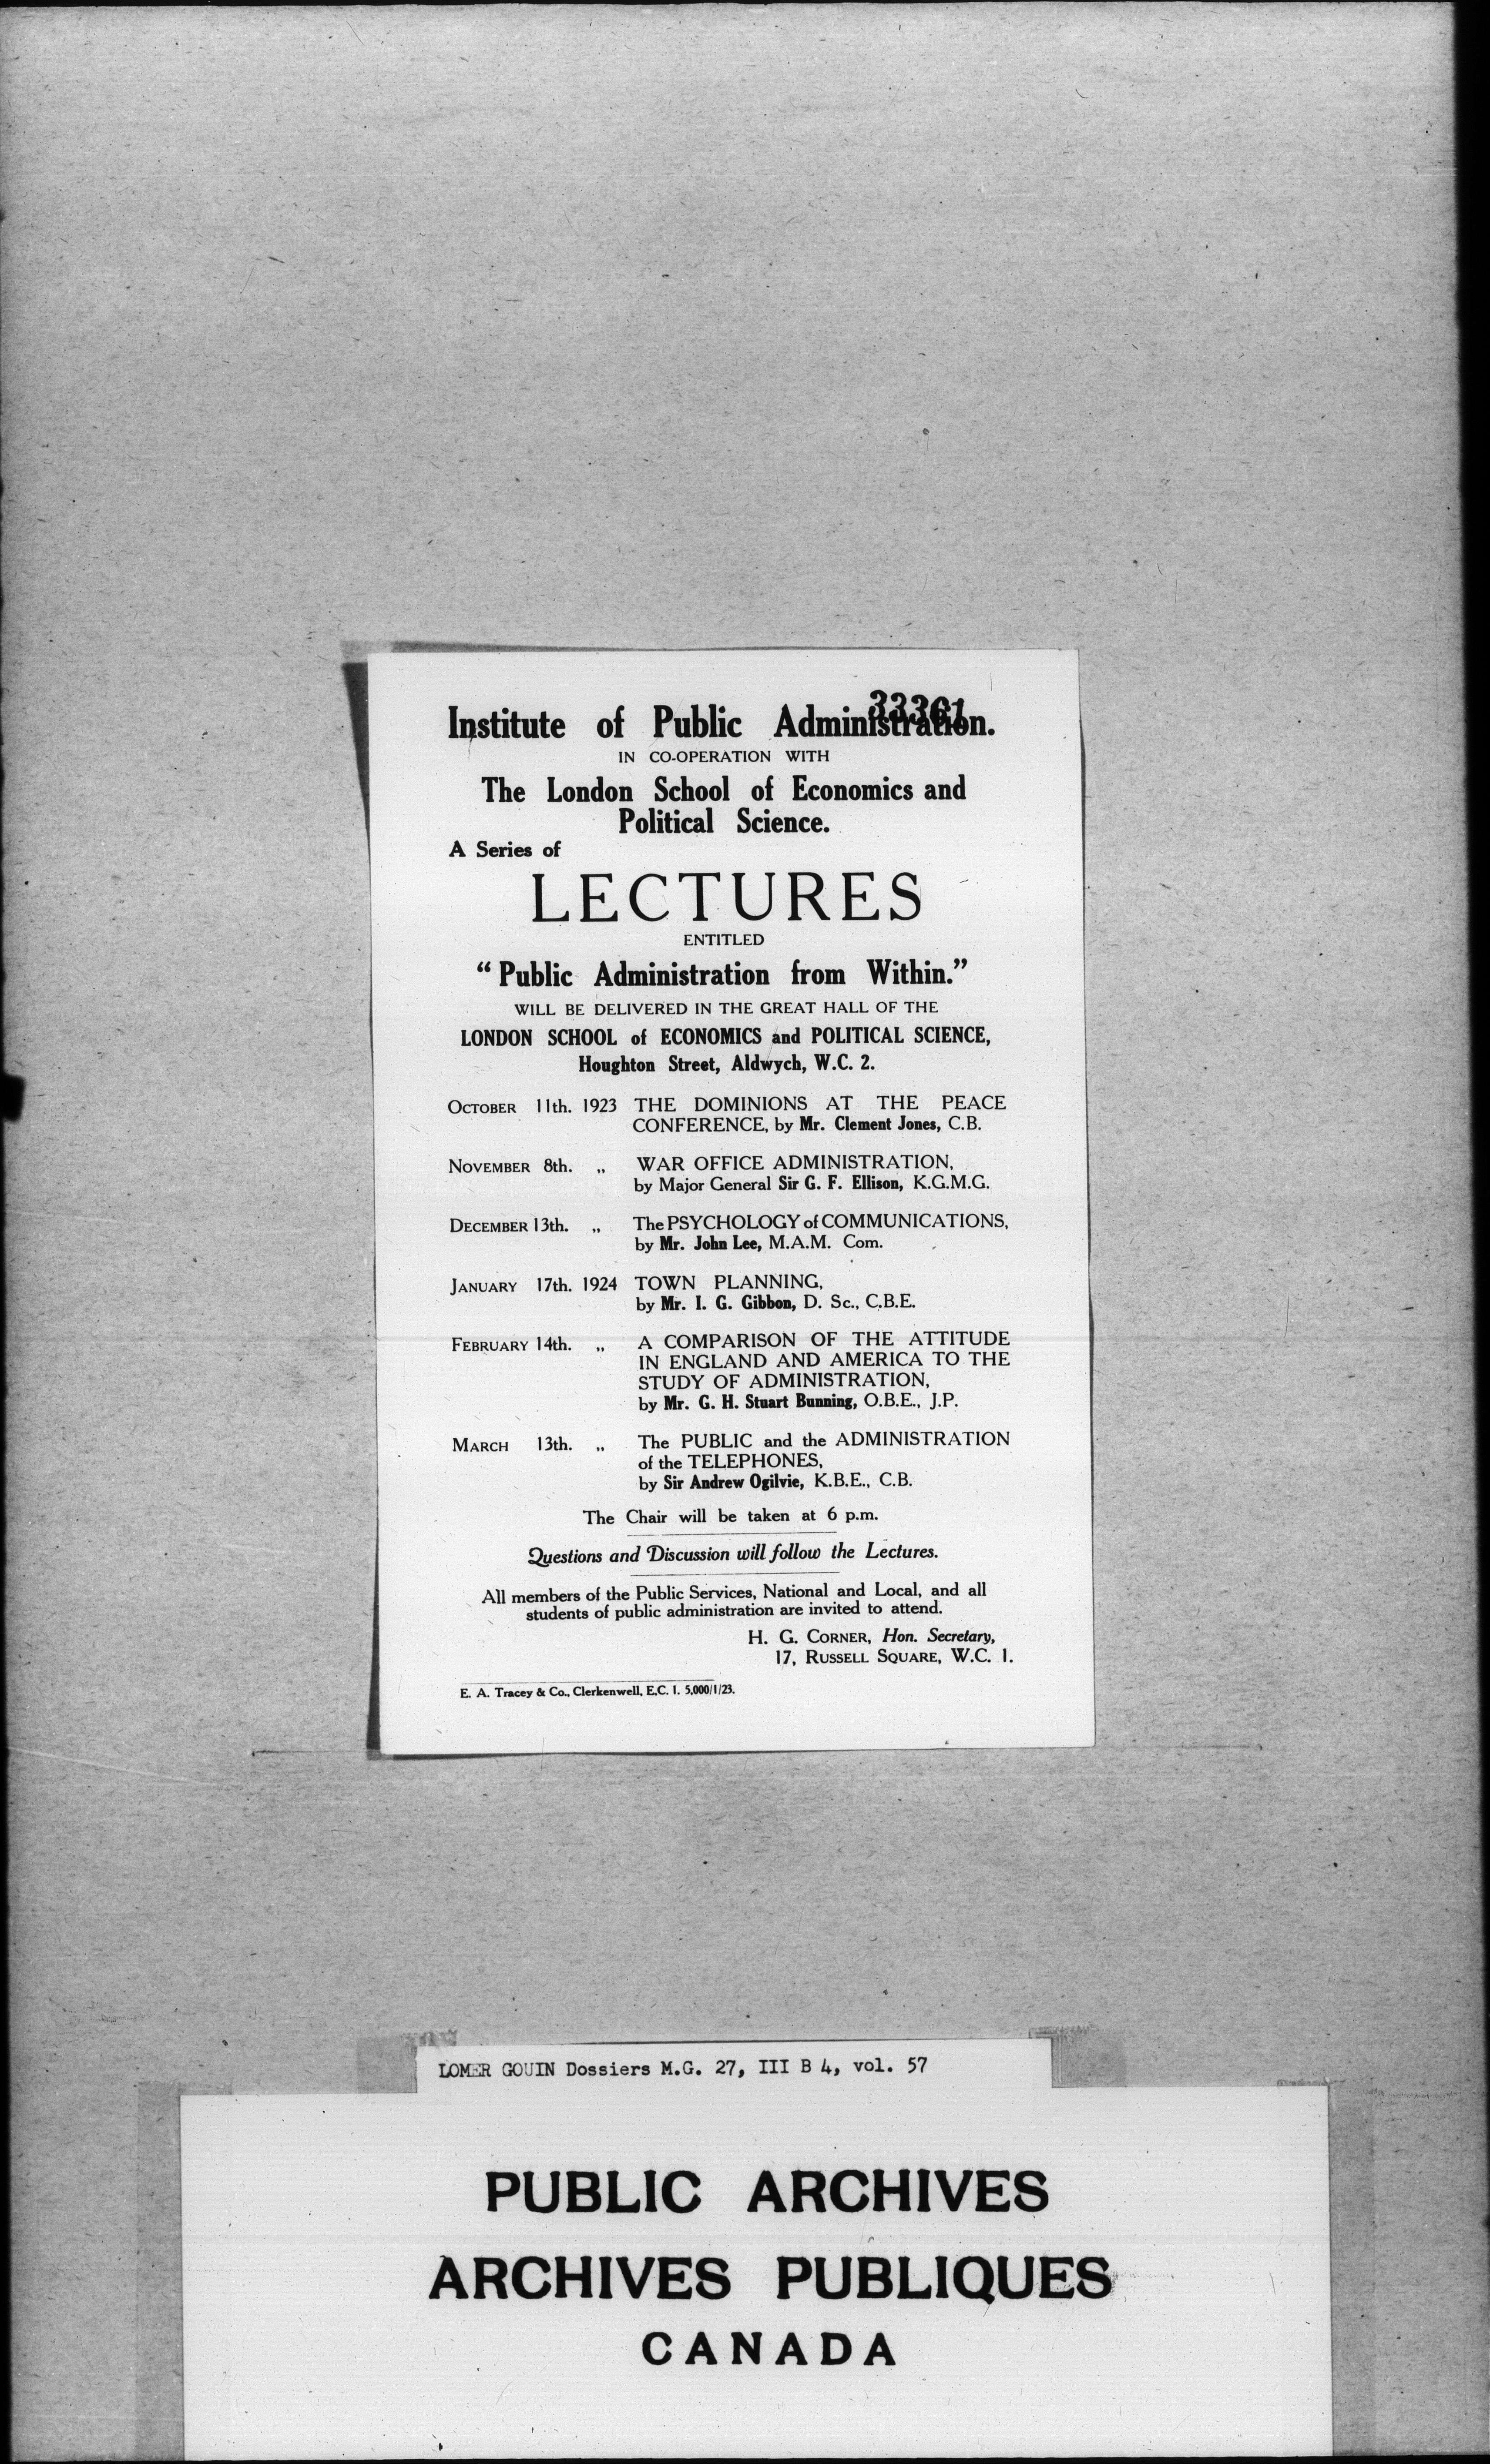 33361
Institute of Public Administration.
IN CO-OPERATION WITH
The London School of Economics and
Political Science.
A Series of
LECTURES
ENTITLED
“Public Administration from Within.”
WILL BE DELIVERED IN THE GREAT HALL OF THE
LONDON SCHOOL of ECONOMICS and POLITICAL SCIENCE,
Houghton Street, Aldwych, W.C. 2.
OCTOBER 11th. 1923 THE DOMINIONS AT THE PEACE
CONFERENCE, by Mr. Clement Jones, C.B.
NOVEMBER 8th. „ WAR OFFICE ADMINISTRATION,
by Major General Sir G. F. Ellison, K.G.M.G.
DECEMBER 13th. „ The PSYCHOLOGY of COMMUNICATIONS,
by Mr. John Lee, M.A.M. Com.
JANUARY 17th. 1924 TOWN PLANNING,
by Mr. I. G. Gibbon, D. Sc., C.B.E.
FEBRUARY 14th. „ A COMPARISON OF THE ATTITUDE
IN ENGLAND AND AMERICA TO THE
STUDY OF ADMINISTRATION,
by Mr. G. H. Stuart Bunning, O.B.E., J.P.
MARCH 13th. „ The PUBLIC and the ADMINISTRATION
of the TELEPHONES,
by Sir Andrew Ogilvie, K.B.E., C.B.
The Chair will be taken at 6 p.m.
Questions and Discussion will follow the Lectures.
All members of the Public Services, National and Local, and all
students of public administration are invited to attend.
H. G. CORNER, Hon. Secretary,
17, RUSSELL SQUARE, W.C. 1.
E. A. Tracey & Co., Clerkenwell, E.C. 1. 5,000/1/23.
LOMER GOUIN Dossiers M.G. 27, III B 4, vol. 57
PUBLIC ARCHIVES
ARCHIVES PUBLIQUES
CANADA